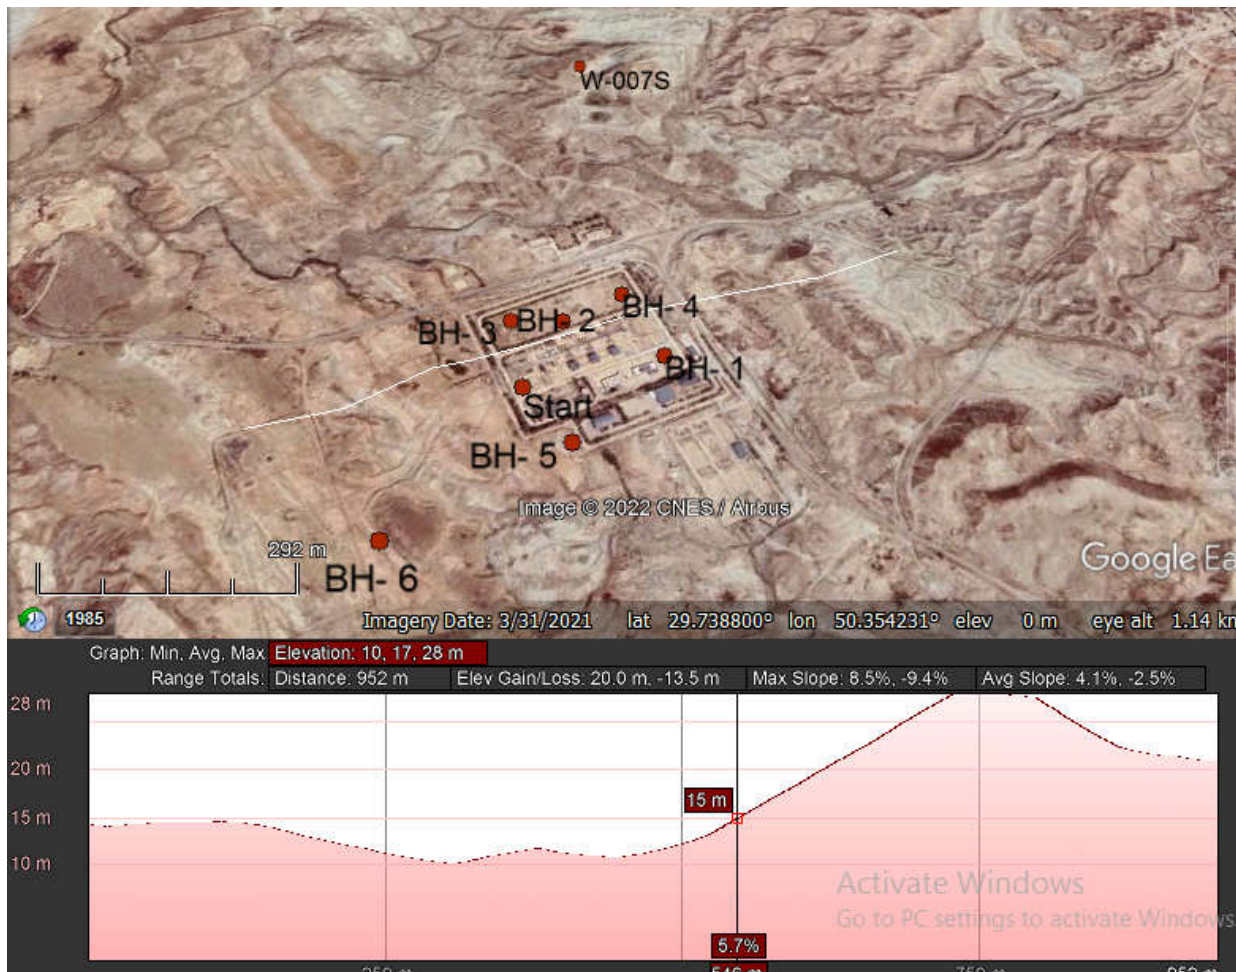 W-007S
BH- 4
BH- 2
BH- 3
BH- 1
Start
BH- 5
Image © 2022 CNES / Airbus
292 m
Google Ea
BH- 6
1985
Imagery Date: 3/31/2021 lat 29.738800° lon 50.354231° elev 0 m eye alt 1.14 km
Graph: Min, Avg, Max Elevation: 10, 17, 28 m
Range Totals: Distance: 952 m Elev Gain/Loss: 20.0 m, -13.5 m Max Slope: 8.5%, -9.4% Avg Slope: 4.1%, -2.5%
28 m
20 m
15 m
15 m
10 m
Activate Windows
Go to PC settings to activate Windows.
5.7%